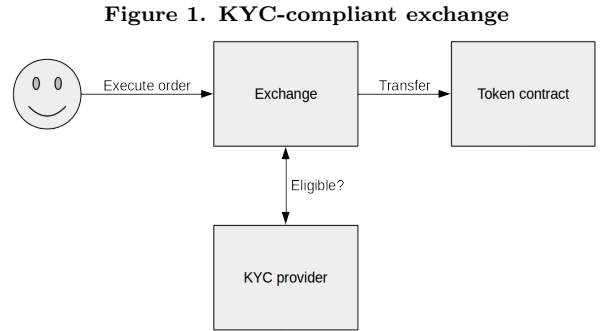 Figure 1. KYC-compliant exchange
Execute order
Exchange
Transfer
Token contract
Eligible?
KYC provider